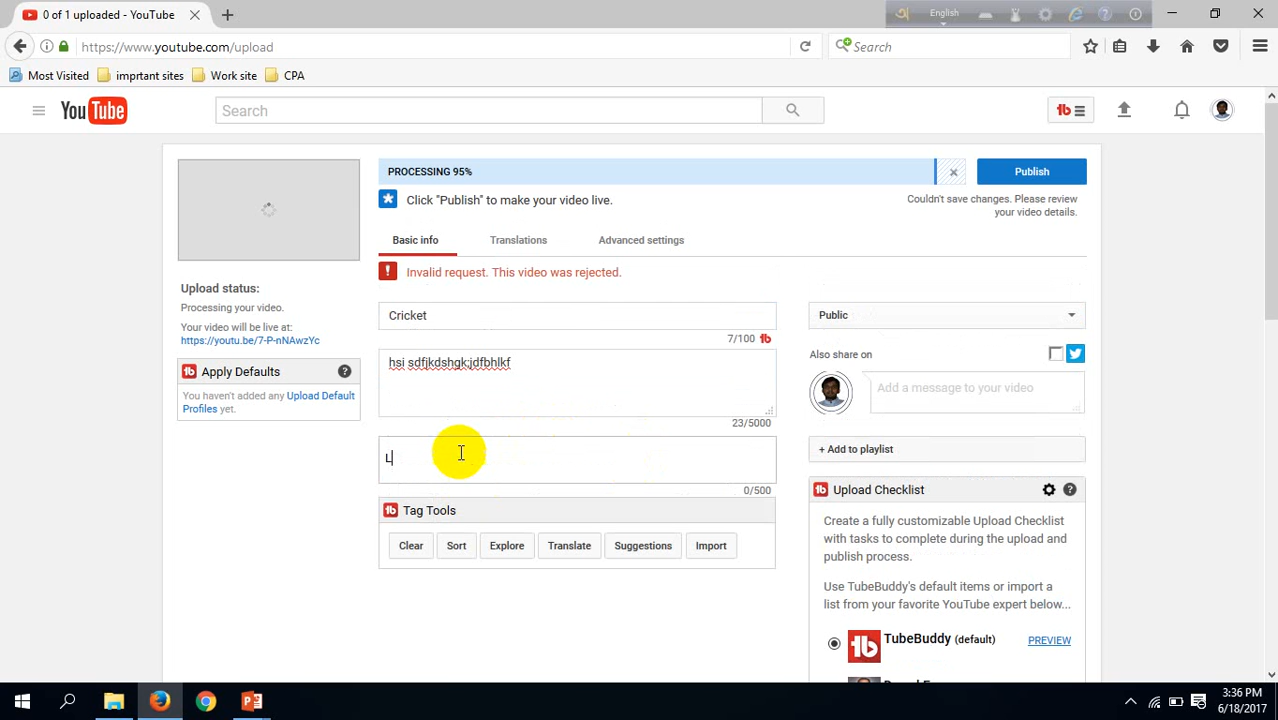 0 of 1 uploaded - YouTube
English
https://www.youtube.com/upload
Search
Most Visited
imprtant sites
Work site
CPA
YouTube
Search
PROCESSING 95%
Publish
Click "Publish" to make your video live.
Couldn't save changes. Please review
your video details.
Basic info
Translations
Advanced settings
Invalid request. This video was rejected.
Upload status:
Processing your video.
Your video will be live at:
https://youtu.be/7-P-nNAwzYc
Apply Defaults
You haven't added any Upload Default
Profiles yet.
Cricket
7/100
hsi sdfjkdshgk;jdfbhlkf
23/5000
L
0/500
Tag Tools
Clear
Sort
Explore
Translate
Suggestions
Import
Public
Also share on
Add a message to your video
+ Add to playlist
Upload Checklist
Create a fully customizable Upload Checklist
with tasks to complete during the upload and
publish process.
Use TubeBuddy's default items or import a
list from your favorite YouTube expert below...
TubeBuddy (default)
PREVIEW
3:36 PM
6/18/2017